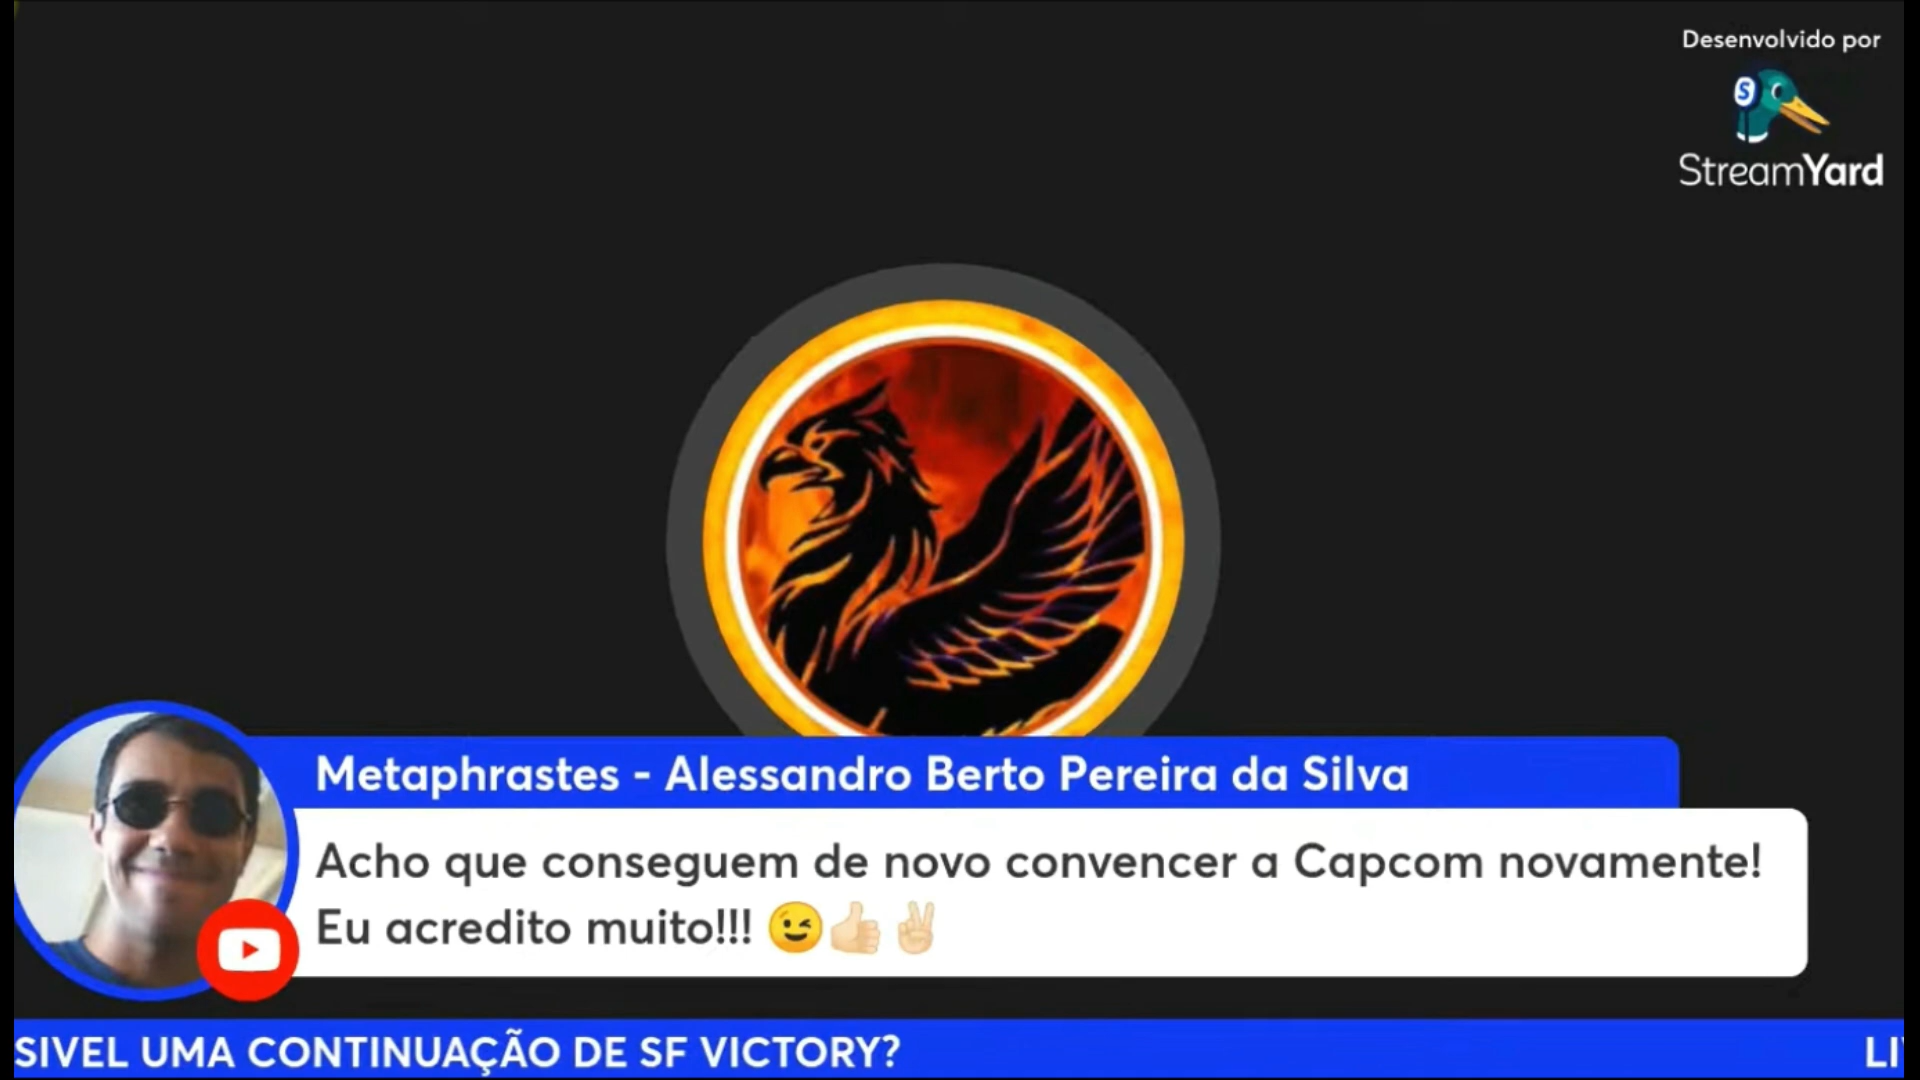 Desenvolvido por
S
StreamYard
Metaphrastes - Alessandro Berto Pereira da Silva
Acho que conseguem de novo convencer a Capcom novamente!
Eu acredito muito!!! 😉👍🏻✌🏻
SIVEL UMA CONTINUAÇÃO DE SF VICTORY?